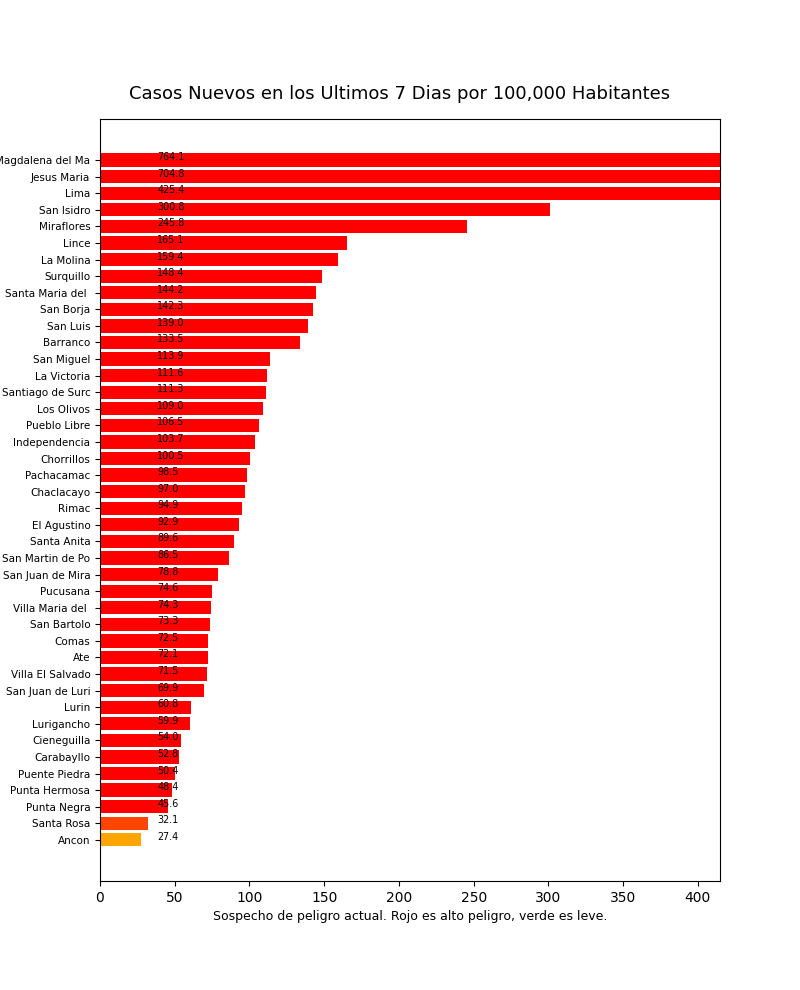 Casos Nuevos en los Ultimos 7 Dias por 100,000 Habitantes
Magdalena del Ma 764.1
Jesus Maria 704.8
Lima 425.4
San Isidro 300.8
Miraflores 245.8
Lince 165.1
La Molina 159.4
Surquillo 148.4
Santa Maria del 144.2
San Borja 142.3
San Luis 139.0
Barranco 133.5
San Miguel 113.9
La Victoria 111.6
Santiago de Surc 111.3
Los Olivos 109.0
Pueblo Libre 106.5
Independencia 103.7
Chorrillos 100.5
Pachacamac 98.5
Chaclacayo 97.0
Rimac 94.9
El Agustino 92.9
Santa Anita 89.6
San Martin de Po 86.5
San Juan de Mira 78.8
Pucusana 74.6
Villa Maria del 74.3
San Bartolo 73.3
Comas 72.5
Ate 72.1
Villa El Salvado 71.5
San Juan de Luri 69.9
Lurin 60.8
Lurigancho 59.9
Cieneguilla 54.0
Carabayllo 52.8
Puente Piedra 50.4
Punta Hermosa 48.4
Punta Negra 45.6
Santa Rosa 32.1
Ancon 27.4
0 50 100 150 200 250 300 350 400
Sospecho de peligro actual. Rojo es alto peligro, verde es leve.